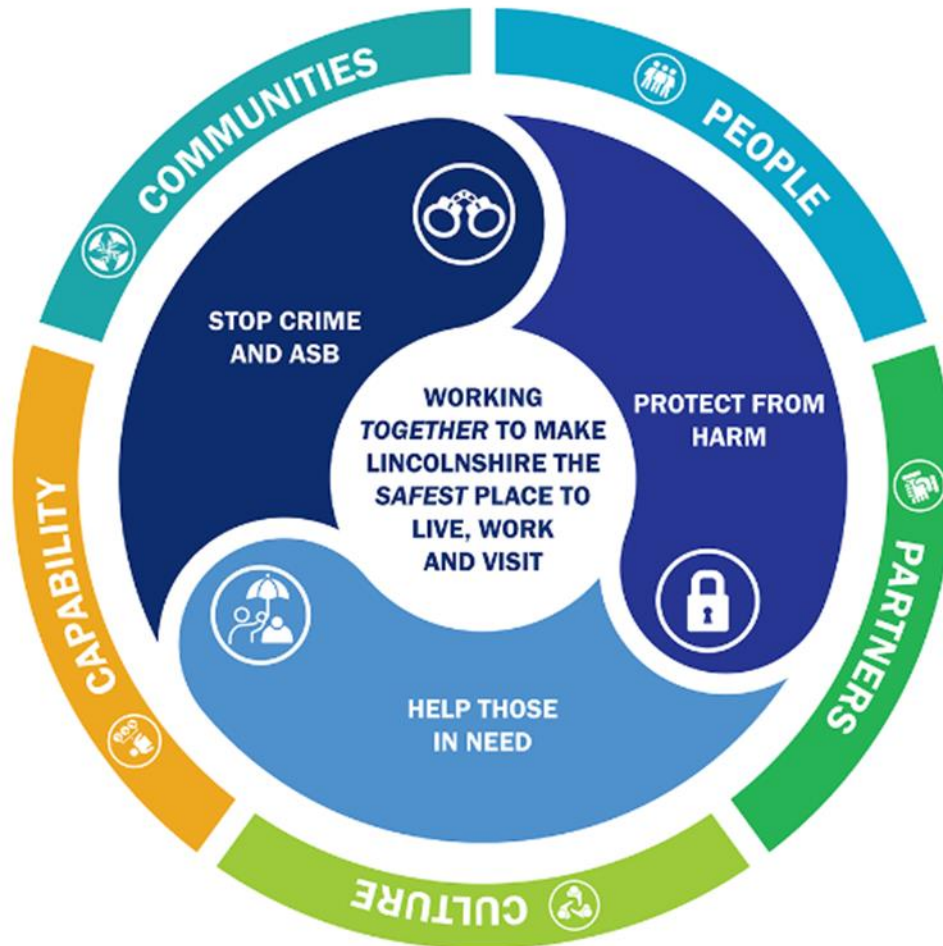 COMMUNITIES
PEOPLE
PARTNERS
CULTURE
CAPABILITY
STOP CRIME
AND ASB
PROTECT FROM
HARM
HELP THOSE
IN NEED
WORKING
TOGETHER TO MAKE
LINCOLNSHIRE THE
SAFEST PLACE TO
LIVE, WORK
AND VISIT